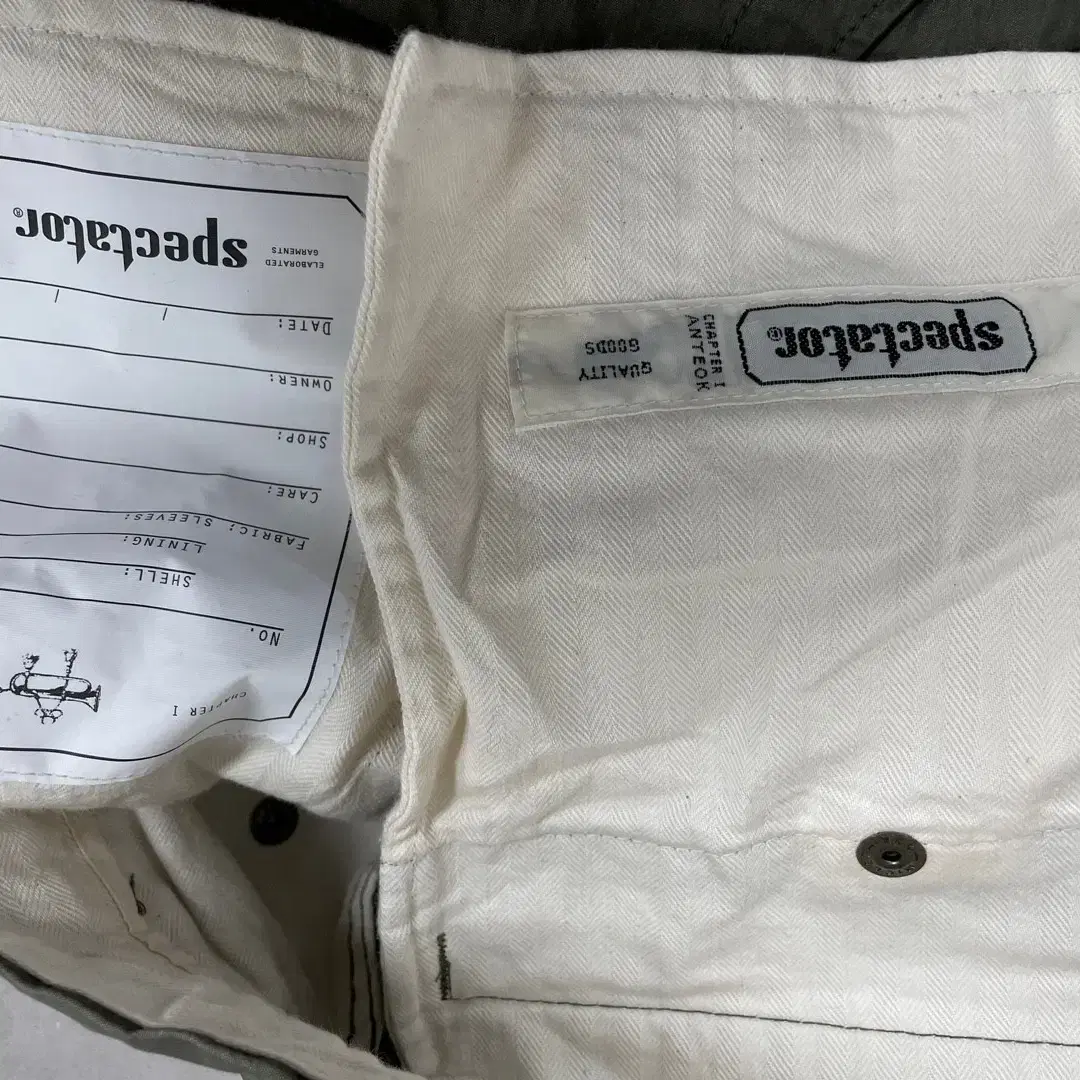 spectator®
ELABORATED
GARMENTS
DATE:
OWNER:
SHOP:
CARE:
FABRIC: SLEEVES:
LINING:
SHELL:
No.
CHAPTER I
spectator®
CHAPTER I
ANTEOK
QUALITY
GOODS